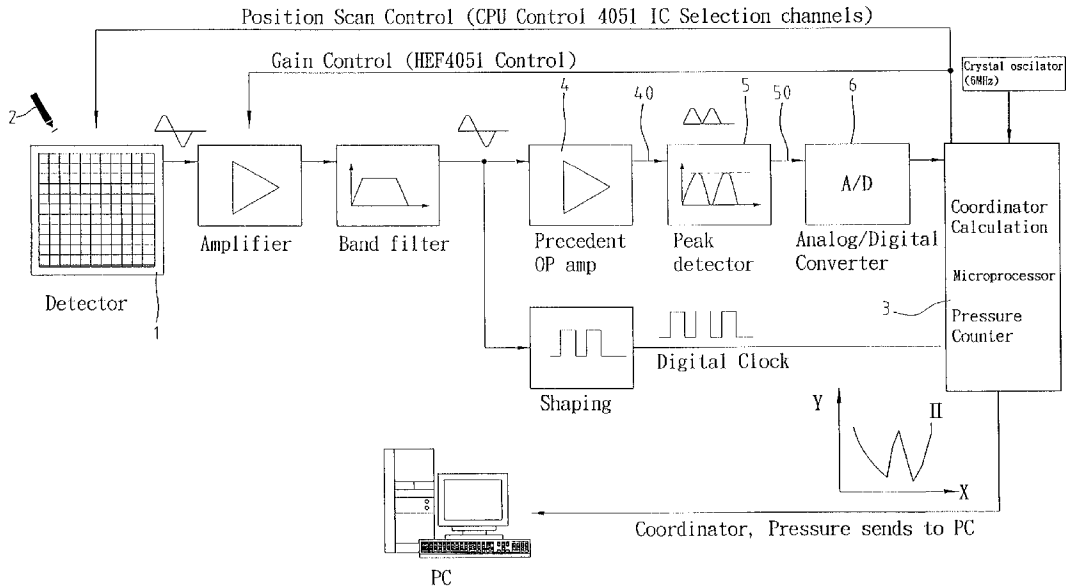 Position Scan Control (CPU Control 4051 IC Selection channels)
Gain Control (HEF4051 Control)
Crystal oscilator
(6MHz)
2
4
40
5
50
6
A/D
Amplifier
Band filter
Precedent
OP amp
Peak
detector
Analog/Digital
Converter
Coordinator
Calculation
Microprocessor
3
Pressure
Counter
Detector
1
Digital Clock
Shaping
Y
II
X
Coordinator, Pressure sends to PC
PC